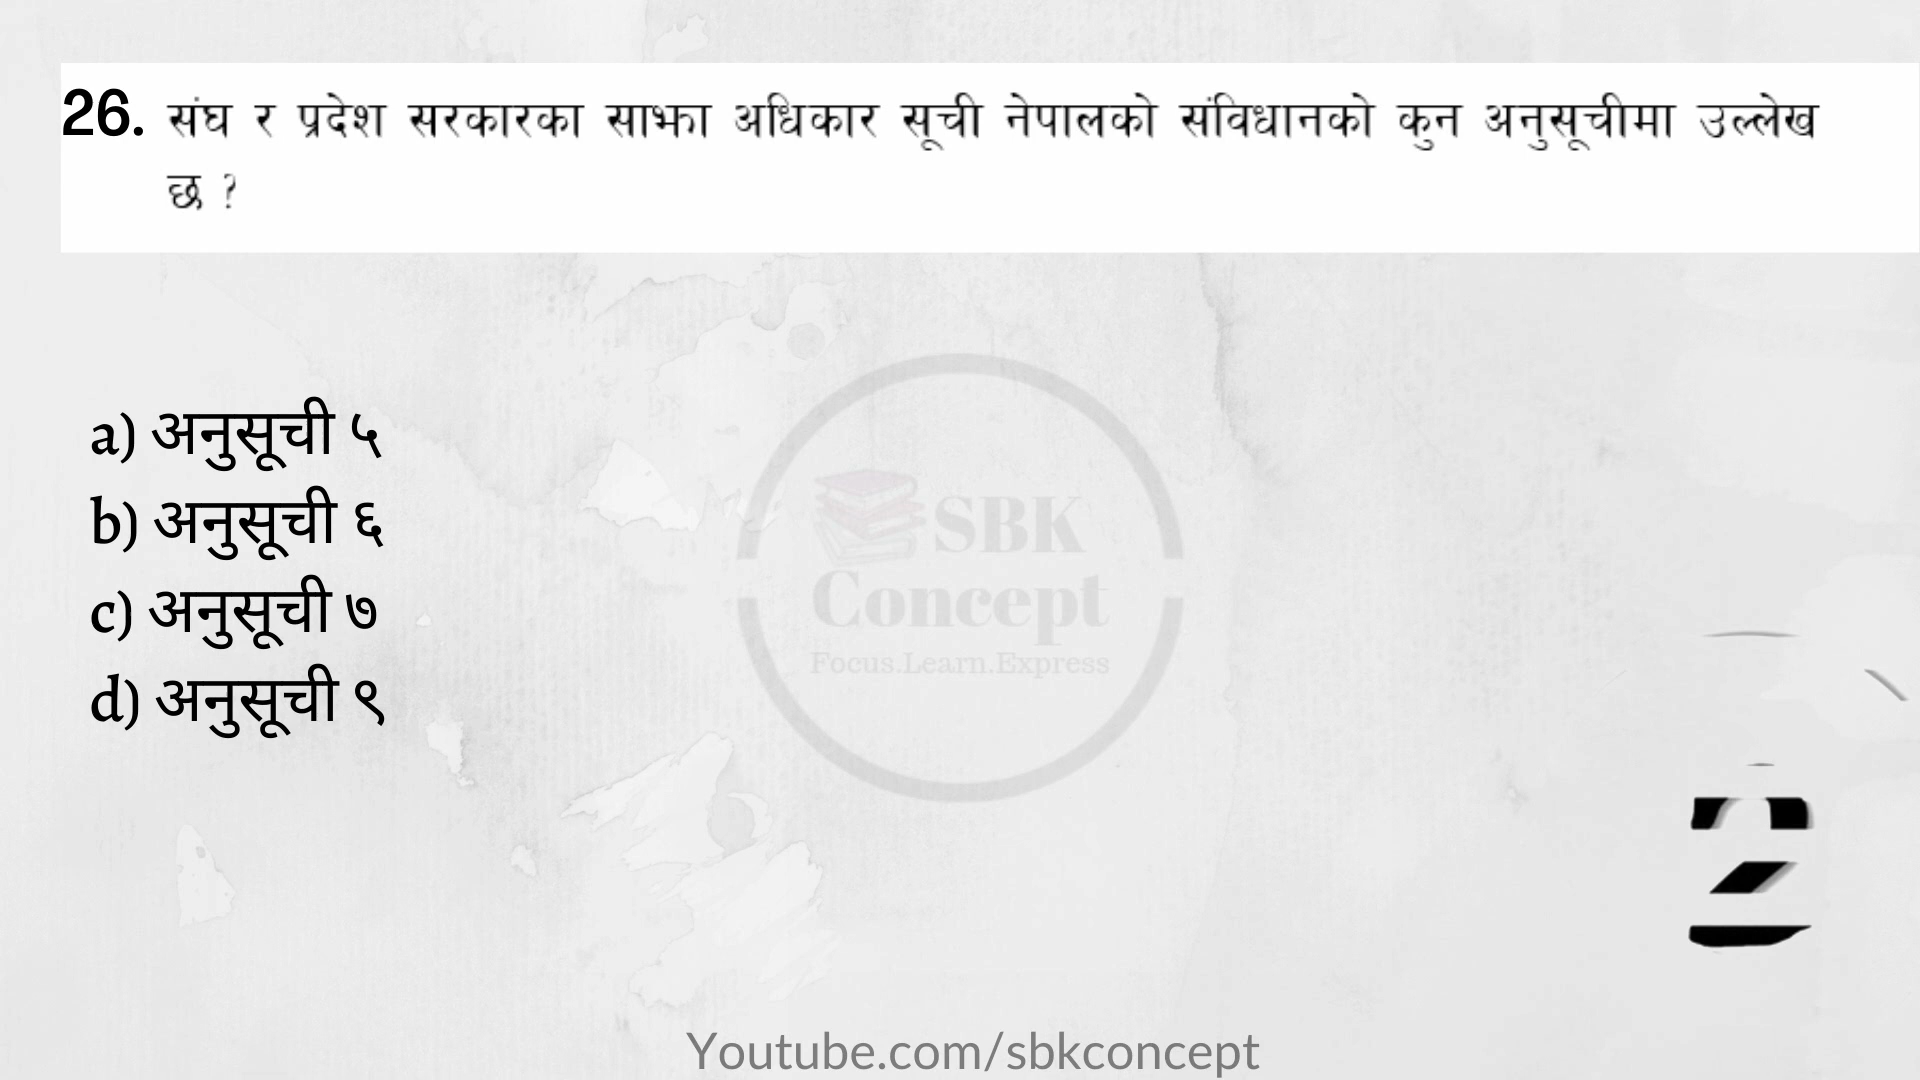 26. संघ र प्रदेश सरकारका साझा अधिकार सूची नेपालको संविधानको कुन अनुसूचीमा उल्लेख
छ ?
a) अनुसूची ५
b) अनुसूची ६
c) अनुसूची ७
d) अनुसूची ९
SBK
Concept
Focus.Learn.Express
2
Youtube.com/sbkconcept